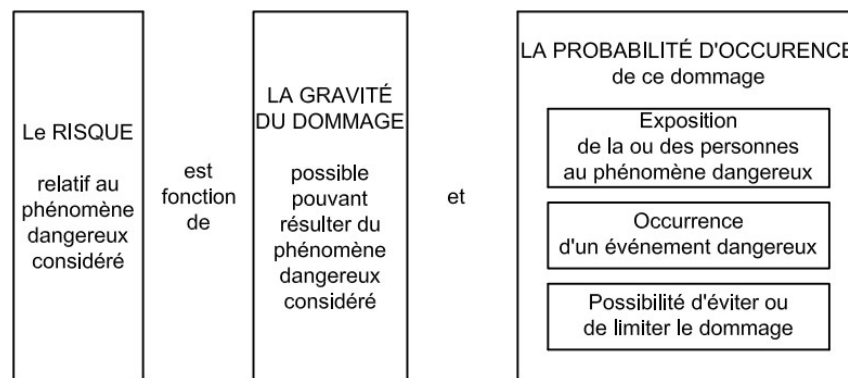 Le RISQUE
relatif au
phénomène
dangereux
considéré
est
fonction
de
LA GRAVITÉ
DU DOMMAGE
possible
pouvant
résulter du
phénomène
dangereux
considéré
et
LA PROBABILITÉ D'OCCURENCE
de ce dommage
Exposition
de la ou des personnes
au phénomène dangereux
Occurrence
d'un événement dangereux
Possibilité d'éviter ou
de limiter le dommage